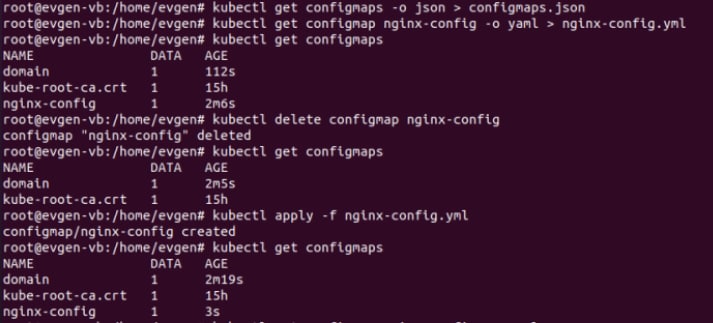 root@evgen-vb:/home/evgen# kubectl get configmaps -o json > configmaps.json
root@evgen-vb:/home/evgen# kubectl get configmap nginx-config -o yaml > nginx-config.yml
root@evgen-vb:/home/evgen# kubectl get configmaps
NAME DATA AGE
domain 1 112s
kube-root-ca.crt 1 15h
nginx-config 1 2m6s
root@evgen-vb:/home/evgen# kubectl delete configmap nginx-config
configmap "nginx-config" deleted
root@evgen-vb:/home/evgen# kubectl get configmaps
NAME DATA AGE
domain 1 2m5s
kube-root-ca.crt 1 15h
root@evgen-vb:/home/evgen# kubectl apply -f nginx-config.yml
configmap/nginx-config created
root@evgen-vb:/home/evgen# kubectl get configmaps
NAME DATA AGE
domain 1 2m19s
kube-root-ca.crt 1 15h
nginx-config 1 3s